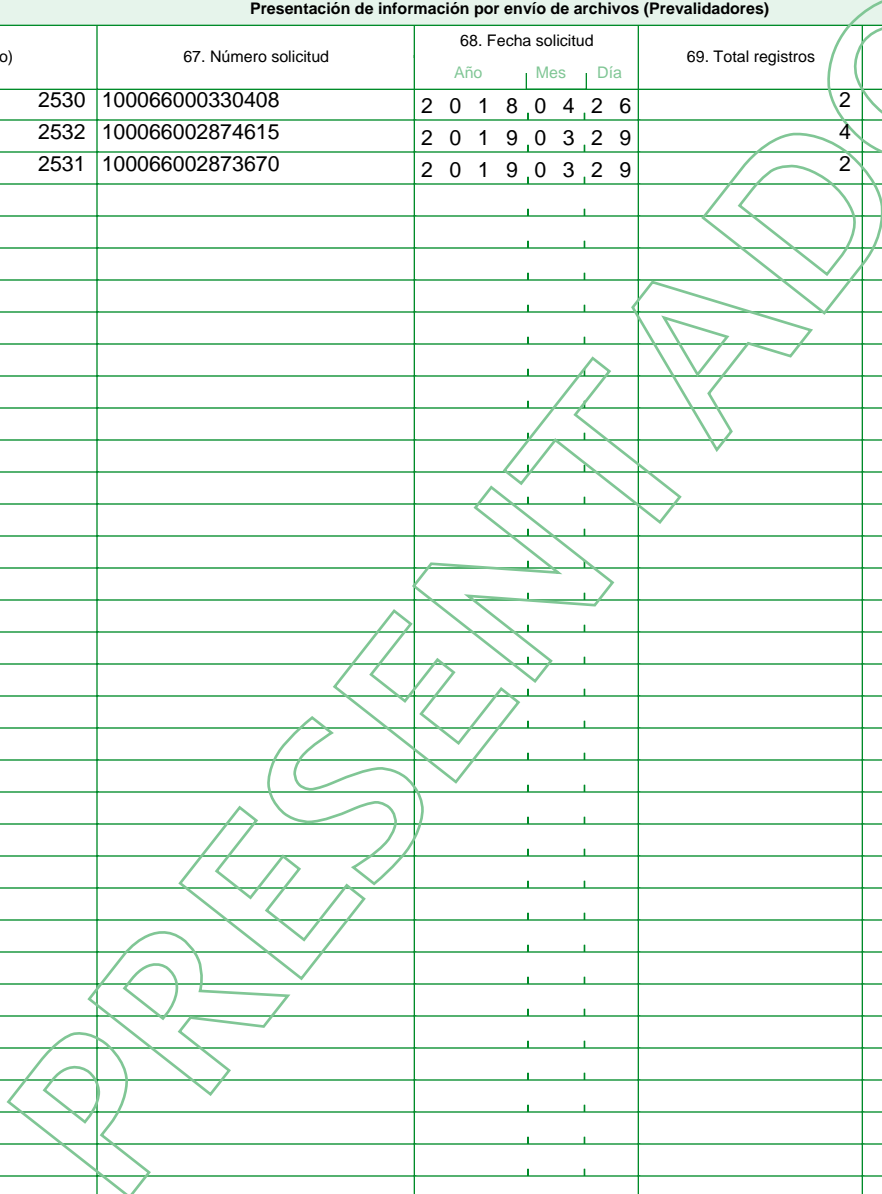 Presentación de información por envío de archivos (Prevalidadores)
o) 67. Número solicitud 68. Fecha solicitud 69. Total registros
Año Mes Día
2530 100066000330408 2 0 1 8 0 4 2 6 2
2532 100066002874615 2 0 1 9 0 3 2 9 4
2531 100066002873670 2 0 1 9 0 3 2 9 2
PRESENTADO